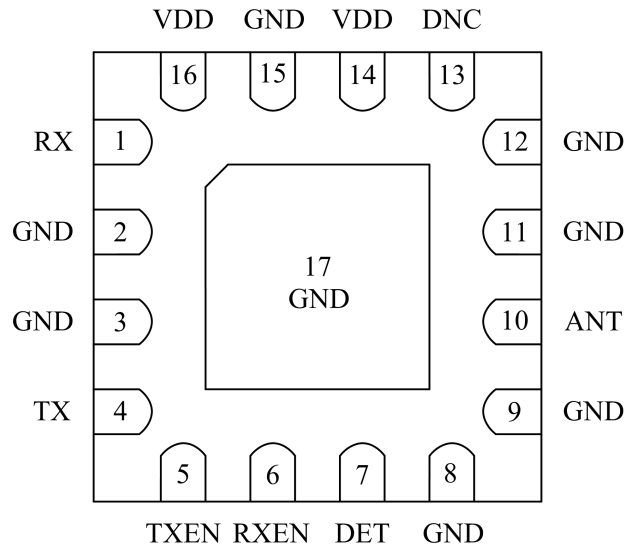 VDD GND VDD DNC
16 15 14 13
RX 1 12 GND
GND 2 11 GND
17
GND
GND 3 10 ANT
TX 4 9 GND
5 6 7 8
TXEN RXEN DET GND